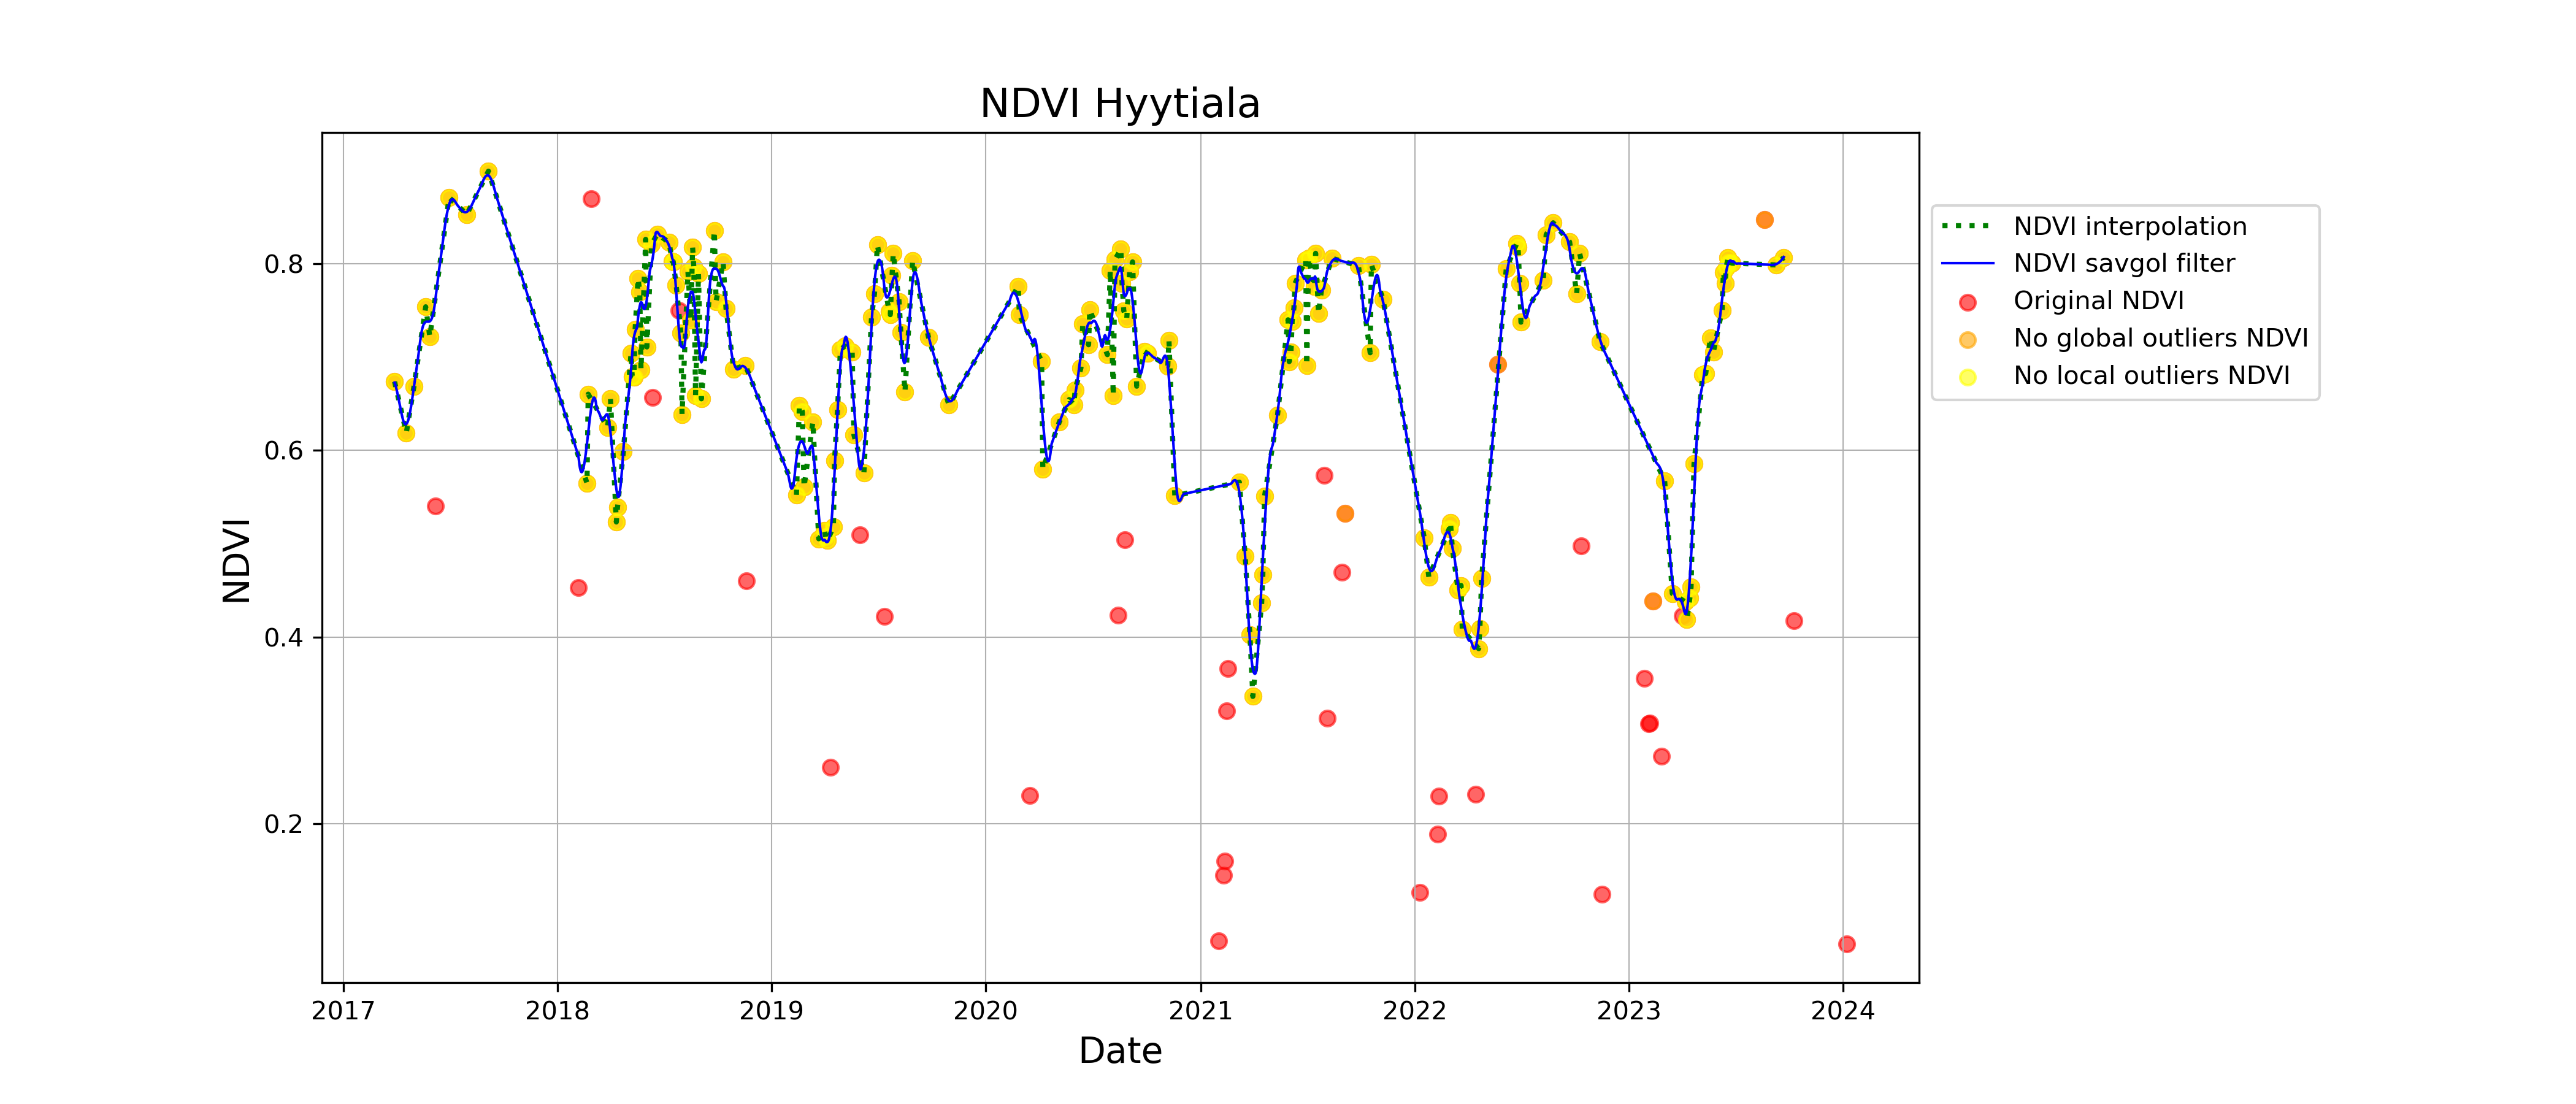 NDVI Hyytiala
NDVI interpolation
NDVI savgol filter
Original NDVI
No global outliers NDVI
No local outliers NDVI
NDVI
0.8
0.6
0.4
0.2
2017 2018 2019 2020 2021 2022 2023 2024
Date